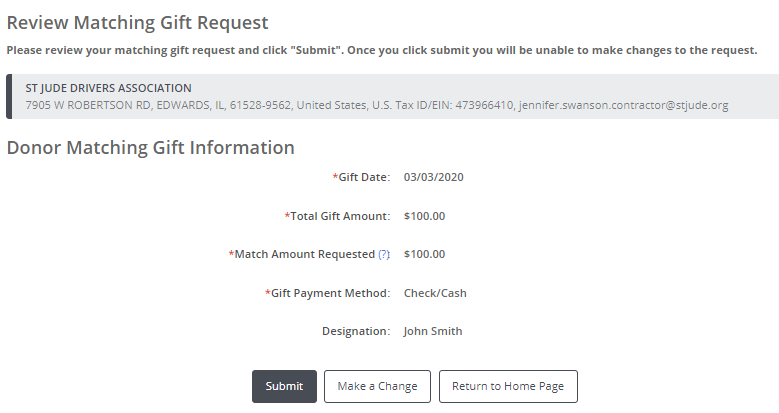 Review Matching Gift Request
Please review your matching gift request and click "Submit". Once you click submit you will be unable to make changes to the request.
ST JUDE DRIVERS ASSOCIATION
7905 W ROBERTSON RD, EDWARDS, IL, 61528-9562, United States, U.S. Tax ID/EIN: 473966410, jennifer.swanson.contractor@stjude.org
Donor Matching Gift Information
*Gift Date: 03/03/2020
*Total Gift Amount: $100.00
*Match Amount Requested (?): $100.00
*Gift Payment Method: Check/Cash
Designation: John Smith
Submit Make a Change Return to Home Page